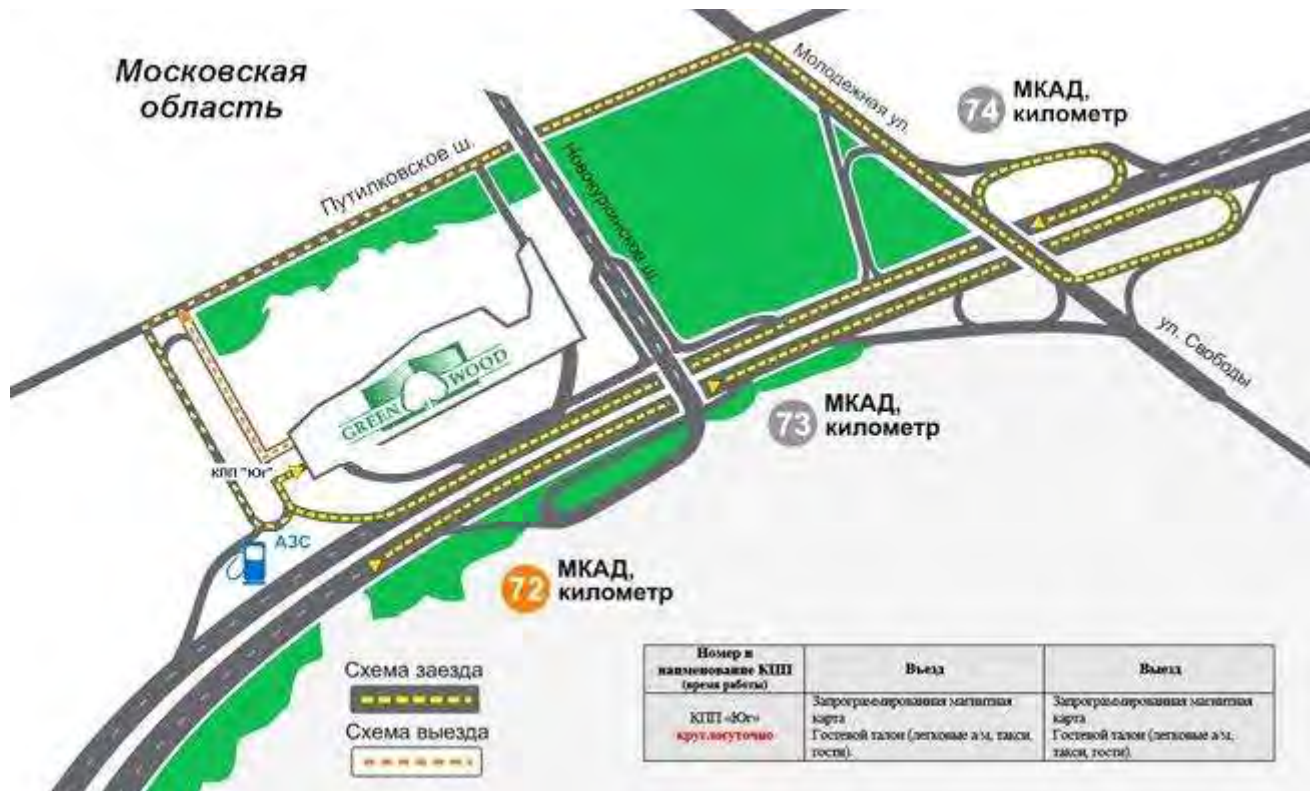 Московская
область
74
МКАД,
километр
Молодежная ул.
Путилковское ш.
Новокуркинское ш.
ул. Свободы
GREEN WOOD
73
МКАД,
километр
КПП "Юг"
АЗС
72
МКАД,
километр
Схема заезда
Схема выезда
Номер и
наименование КПП
(время работы)
Въезд
Выезд
КПП «Юг»
круглосуточно
Запрограммированная магнитная
карта
Гостевой талон (легковые а/м, такси,
гости)
Запрограммированная магнитная
карта
Гостевой талон (легковые а/м,
такси, гости)